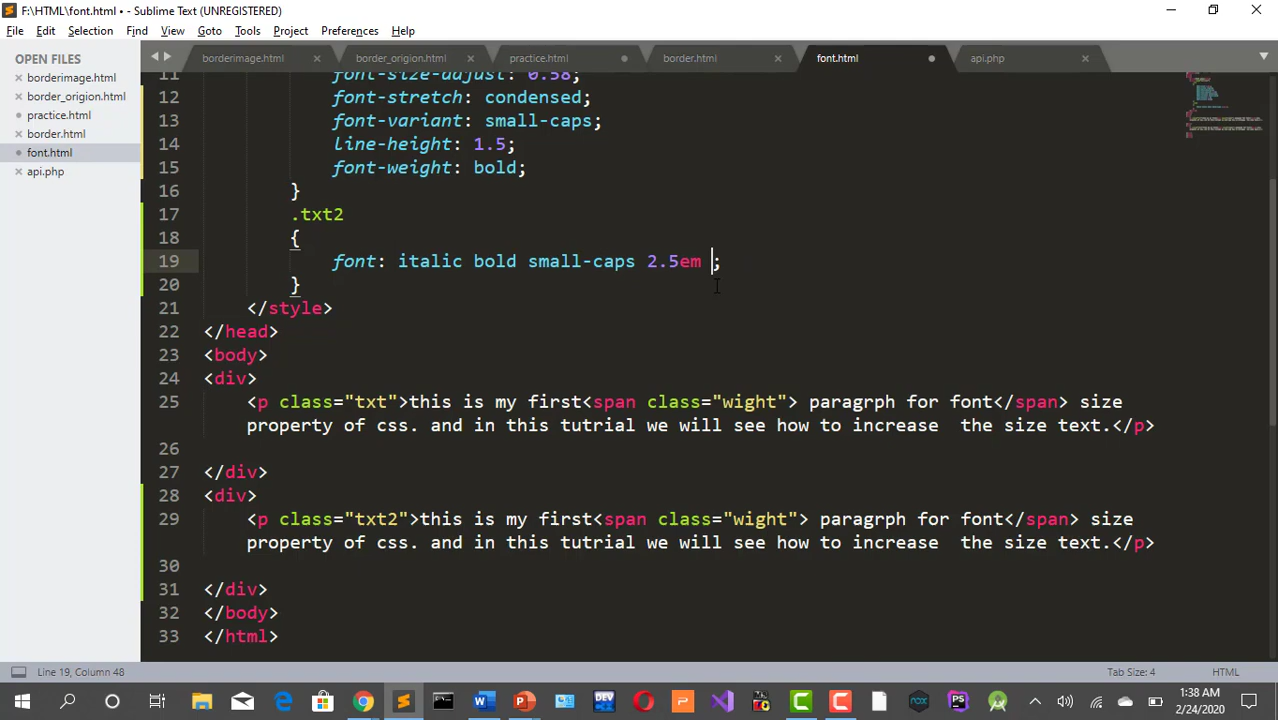 F:\HTML\font.html • - Sublime Text (UNREGISTERED)
File Edit Selection Find View Goto Tools Project Preferences Help
OPEN FILES
borderimage.html
border_origion.html
practice.html
border.html
font.html
api.php
borderimage.html border_origion.html practice.html border.html font.html api.php
11 font-size-adjust: 0.58;
12 font-stretch: condensed;
13 font-variant: small-caps;
14 line-height: 1.5;
15 font-weight: bold;
16 }
17 .txt2
18 {
19 font: italic bold small-caps 2.5em ;
20 }
21 </style>
22 </head>
23 <body>
24 <div>
25 <p class="txt">this is my first<span class="wight"> paragrph for font</span> size
property of css. and in this tutrial we will see how to increase  the size text.</p>
26
27 </div>
28 <div>
29 <p class="txt2">this is my first<span class="wight"> paragrph for font</span> size
property of css. and in this tutrial we will see how to increase  the size text.</p>
30
31 </div>
32 </body>
33 </html>
Line 19, Column 48 Tab Size: 4 HTML
1:38 AM
2/24/2020